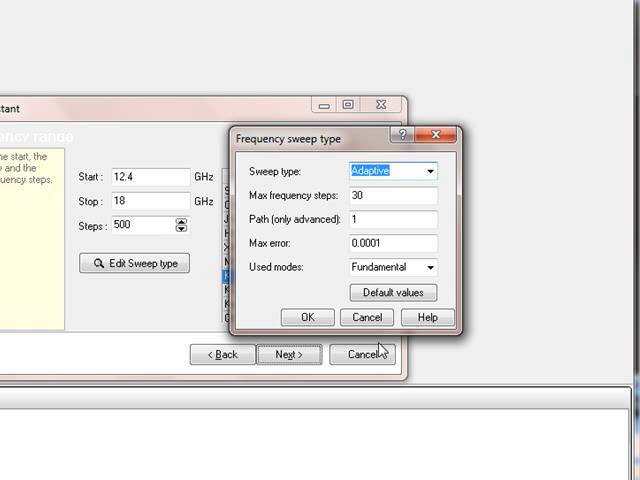 stant
ency range
ne start, the
y and the
uency steps.
Start : 12.4 GHz
Stop : 18 GHz
Steps : 500
Edit Sweep type
< Back Next > Cancel
Frequency sweep type ?
Sweep type: Adaptive
Max frequency steps: 30
Path (only advanced): 1
Max error: 0.0001
Used modes: Fundamental
Default values
OK Cancel Help